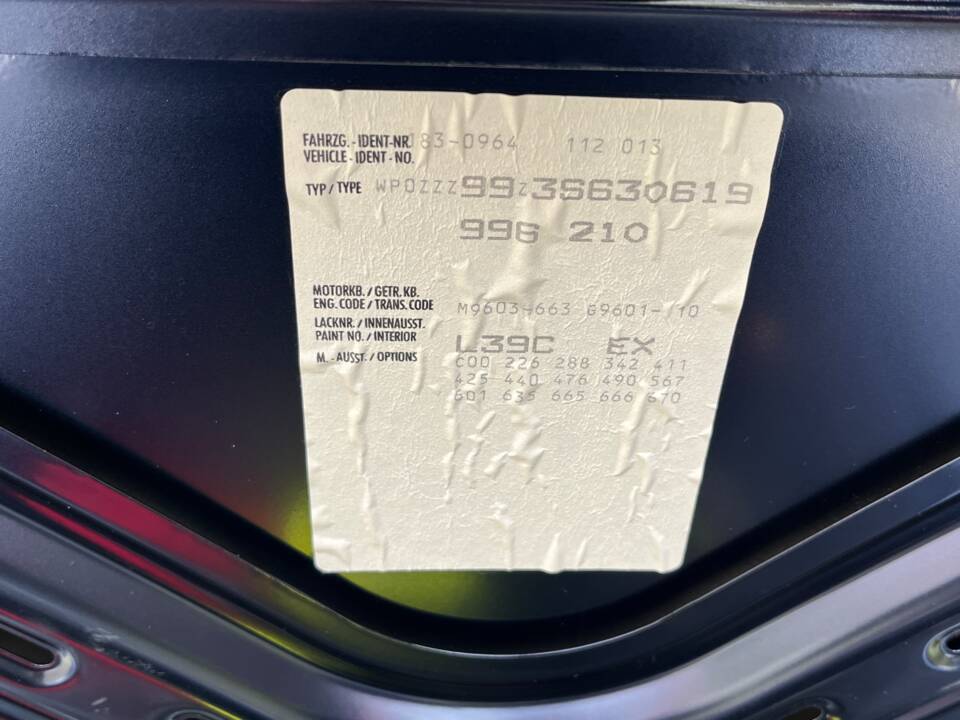 FAHRZG. - IDENT-NR. 183-0964 112 013
VEHICLE - IDENT - NO.
TYP / TYPE WP0ZZZ99Z3S630619
996 210
MOTORKB. / GETR. KB.
ENG. CODE / TRANS. CODE M9603-663 G9601-/10
LACKNR. / INNENAUSST.
PAINT NO. / INTERIOR L39C EX
M. - AUSST. / OPTIONS C00 226 288 342 411
425 440 476 490 567
601 635 665 666 670